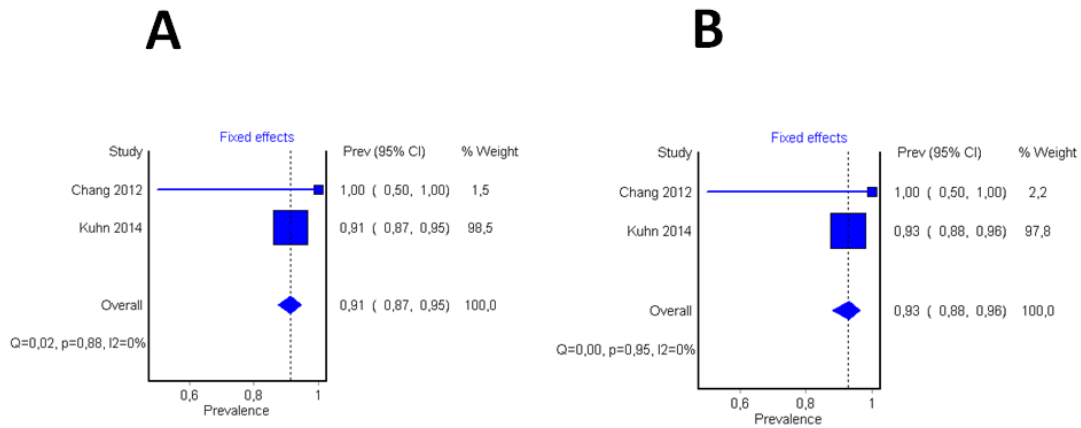 A
Fixed effects
Study Prev (95% CI) % Weight
Chang 2012 1,00 ( 0,50, 1,00) 1,5
Kuhn 2014 0,91 ( 0,87, 0,95) 98,5
Overall 0,91 ( 0,87, 0,95) 100,0
Q=0,02, p=0,88, I2=0%
0,6 0,8 1
Prevalence
B
Fixed effects
Study Prev (95% CI) % Weight
Chang 2012 1,00 ( 0,50, 1,00) 2,2
Kuhn 2014 0,93 ( 0,88, 0,96) 97,8
Overall 0,93 ( 0,88, 0,96) 100,0
Q=0,00, p=0,95, I2=0%
0,6 0,8 1
Prevalence